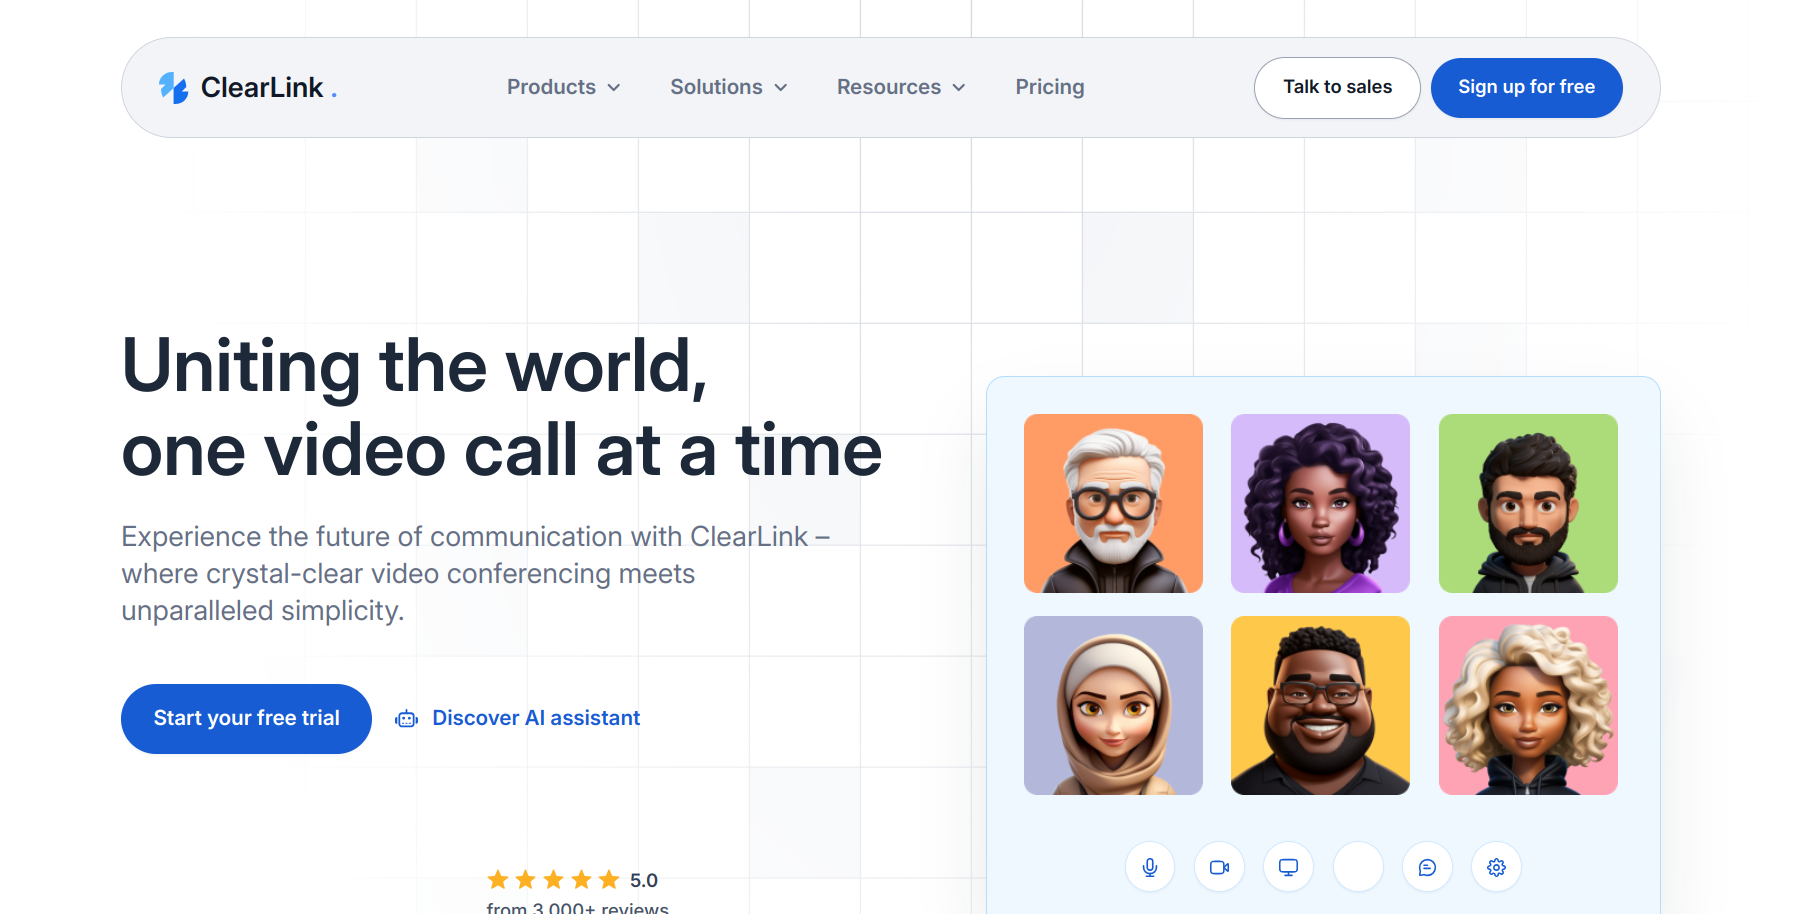 ClearLink .
Products
Solutions
Resources
Pricing
Talk to sales
Sign up for free
Uniting the world,
one video call at a time
Experience the future of communication with ClearLink –
where crystal-clear video conferencing meets
unparalleled simplicity.
Start your free trial
Discover AI assistant
5.0
from 3,000+ reviews